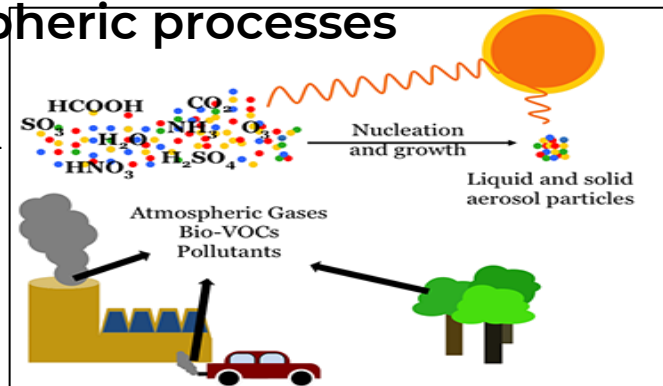 pheric processes
HCOOH
CO₂
SO₃
NH₃
O₃
H₂O
HNO₃
H₂SO₄
Nucleation
and growth
Liquid and solid
aerosol particles
Atmospheric Gases
Bio-VOCs
Pollutants